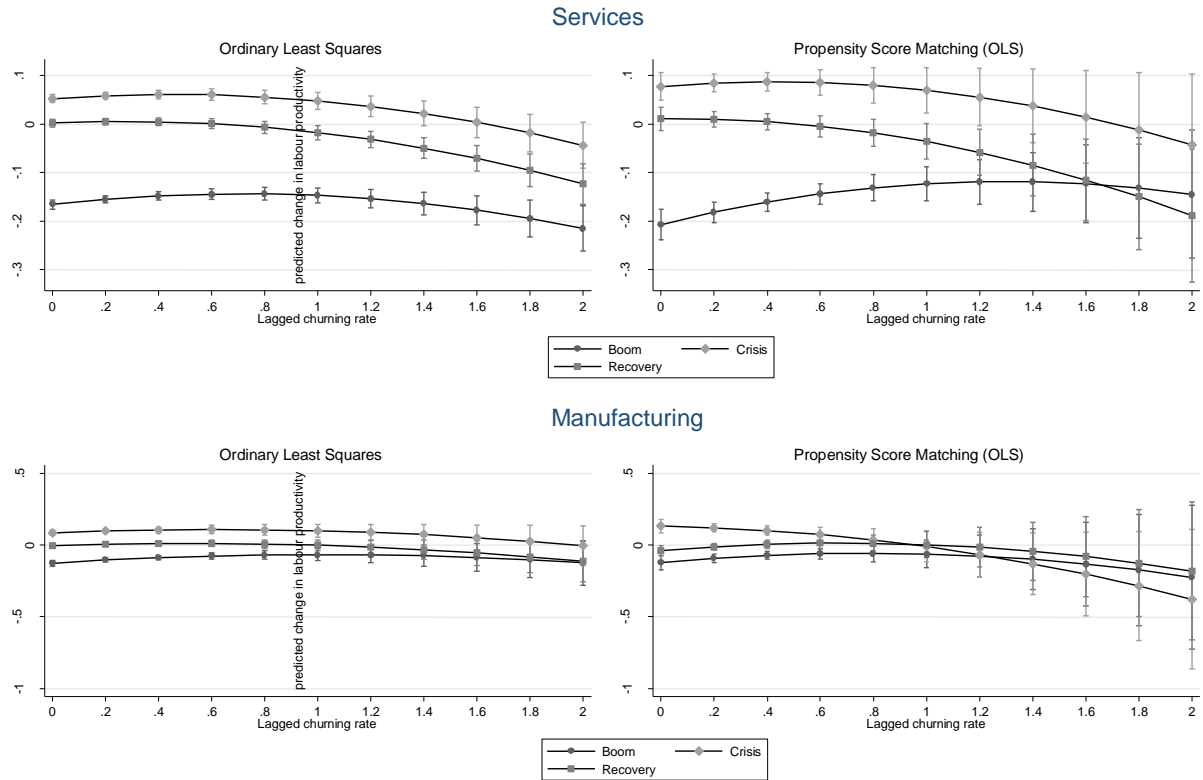 Services
Ordinary Least Squares
Propensity Score Matching (OLS)
predicted change in labour productivity
.1
0
-.1
-.2
-.3
0 .2 .4 .6 .8 1 1.2 1.4 1.6 1.8 2
Lagged churning rate
.1
0
-.1
-.2
-.3
0 .2 .4 .6 .8 1 1.2 1.4 1.6 1.8 2
Lagged churning rate
Boom Crisis
Recovery
Manufacturing
Ordinary Least Squares
Propensity Score Matching (OLS)
predicted change in labour productivity
.5
0
-.5
-1
0 .2 .4 .6 .8 1 1.2 1.4 1.6 1.8 2
Lagged churning rate
.5
0
-.5
-1
0 .2 .4 .6 .8 1 1.2 1.4 1.6 1.8 2
Lagged churning rate
Boom Crisis
Recovery